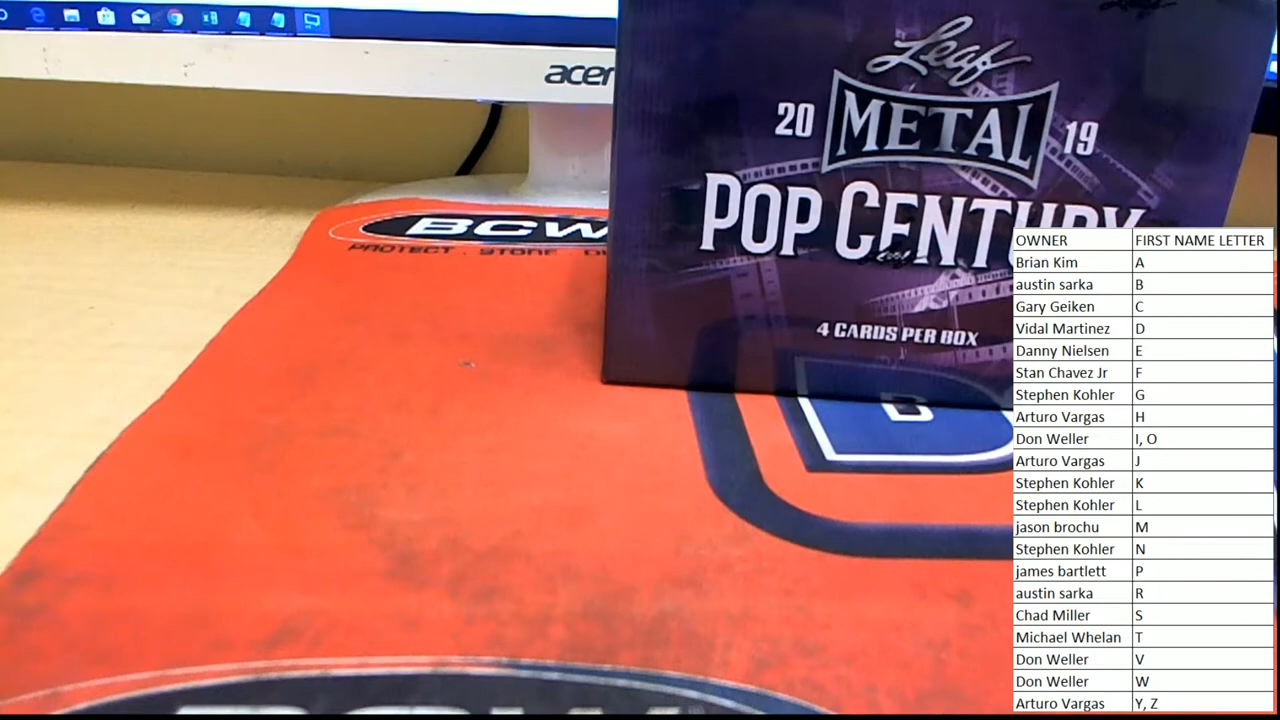 acer
Leaf
20 METAL 19
POP CENTURY
4 CARDS PER BOX
BCW
PROTECT . STORE
B
OWNER FIRST NAME LETTER
Brian Kim A
austin sarka B
Gary Geiken C
Vidal Martinez D
Danny Nielsen E
Stan Chavez Jr F
Stephen Kohler G
Arturo Vargas H
Don Weller I, O
Arturo Vargas J
Stephen Kohler K
Stephen Kohler L
jason brochu M
Stephen Kohler N
james bartlett P
austin sarka R
Chad Miller S
Michael Whelan T
Don Weller V
Don Weller W
Arturo Vargas Y, Z